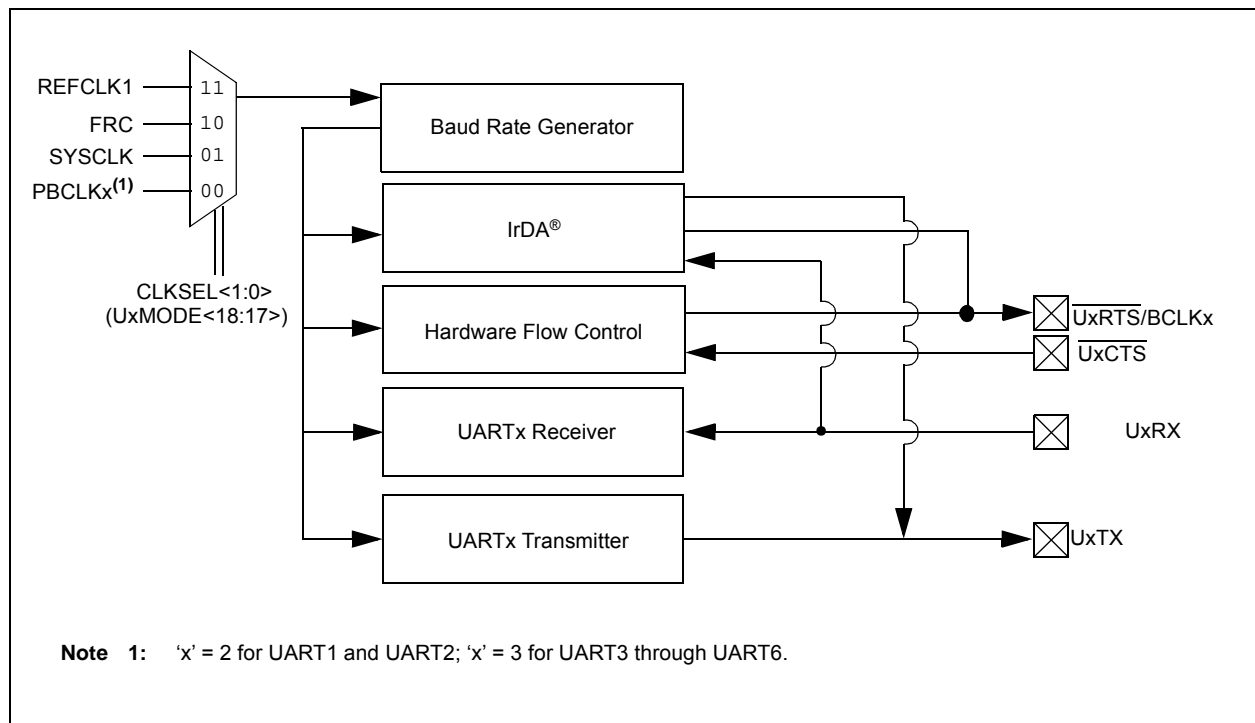 REFCLK1
11
FRC
10
SYSCLK
01
PBCLKx(1)
00
CLKSEL<1:0>
(UxMODE<18:17>)
Baud Rate Generator
IrDA®
Hardware Flow Control
UARTx Receiver
UARTx Transmitter
UxRTS/BCLKx
UxCTS
UxRX
UxTX
Note 1: ‘x’ = 2 for UART1 and UART2; ‘x’ = 3 for UART3 through UART6.